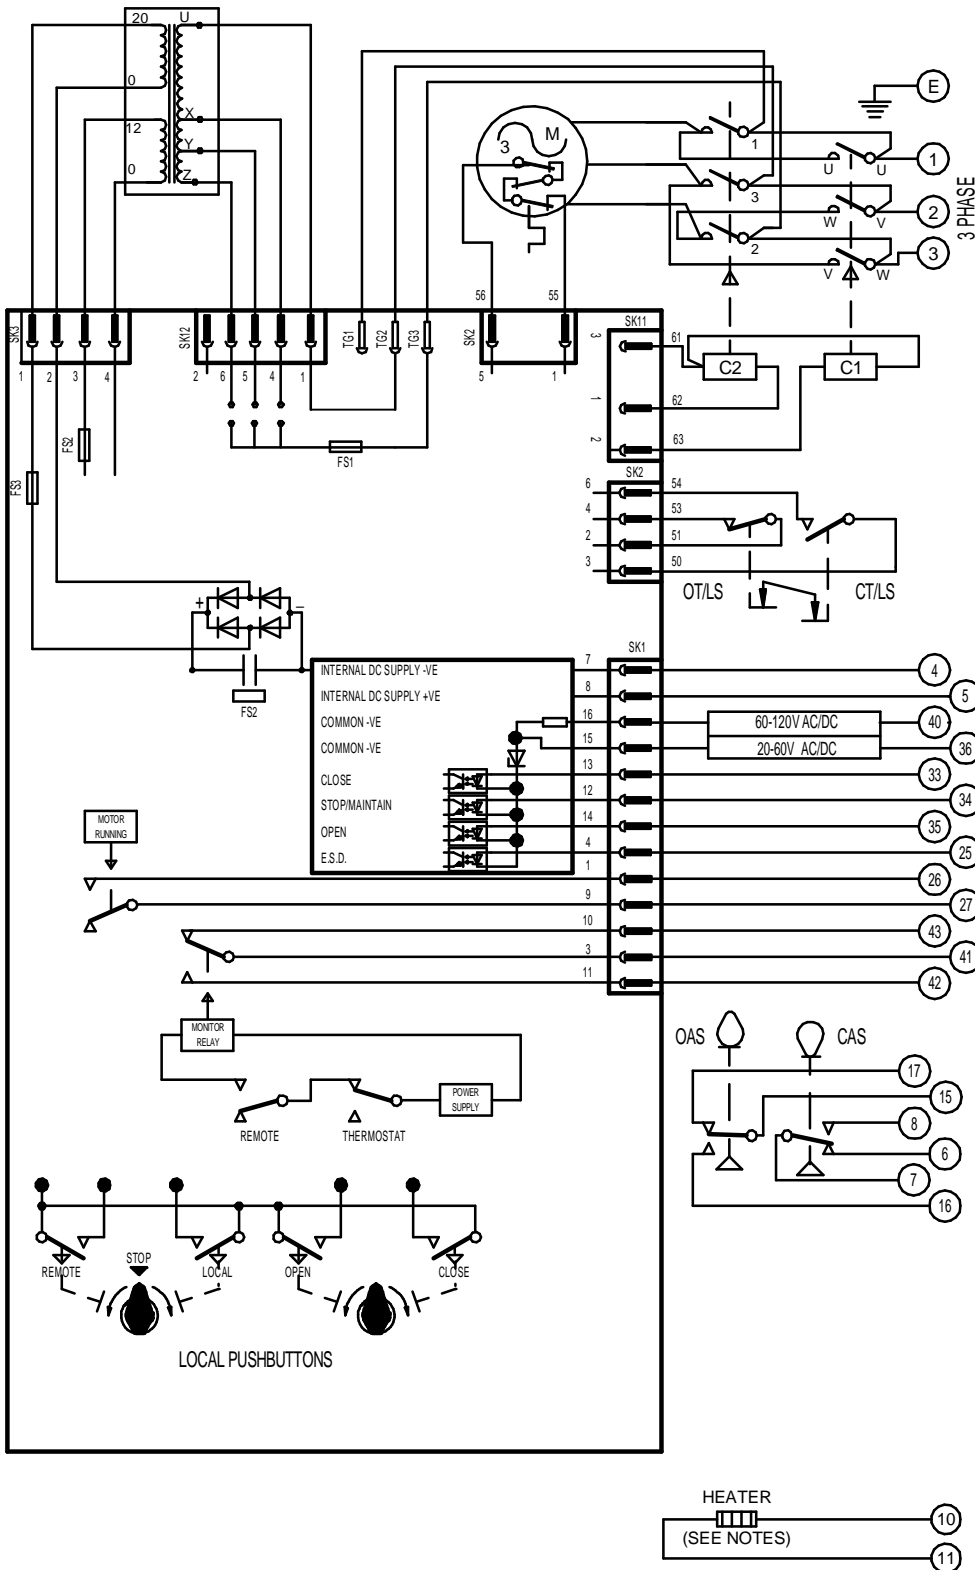 20 U
0
X
12
Y
0 Z
3 M
1
3
2
E
U U 1
W V 2
V W 3
3 PHASE
56 55
SK3 SK12 TG1 TG2 TG3 SK2
1 2 3 4 2 6 5 4 1 5 1
SK11
3 61
C2 C1
1 62
2 63
FS2
FS1
FS3
SK2
6 54
4 53
2 51
3 50
OT/LS CT/LS
+ –
FS2
SK1
INTERNAL DC SUPPLY -VE 7 4
INTERNAL DC SUPPLY +VE 8 5
COMMON -VE 16 60-120V AC/DC 40
COMMON -VE 15 20-60V AC/DC 36
CLOSE 13 33
STOP/MAINTAIN 12 34
OPEN 14 35
E.S.D. 4 25
1 26
9 27
10 43
3 41
11 42
MOTOR
RUNNING
MONITOR
RELAY
POWER
SUPPLY
REMOTE THERMOSTAT
OAS CAS
17
15
8
6
7
16
REMOTE STOP LOCAL OPEN CLOSE
LOCAL PUSHBUTTONS
HEATER
(SEE NOTES)
10
11